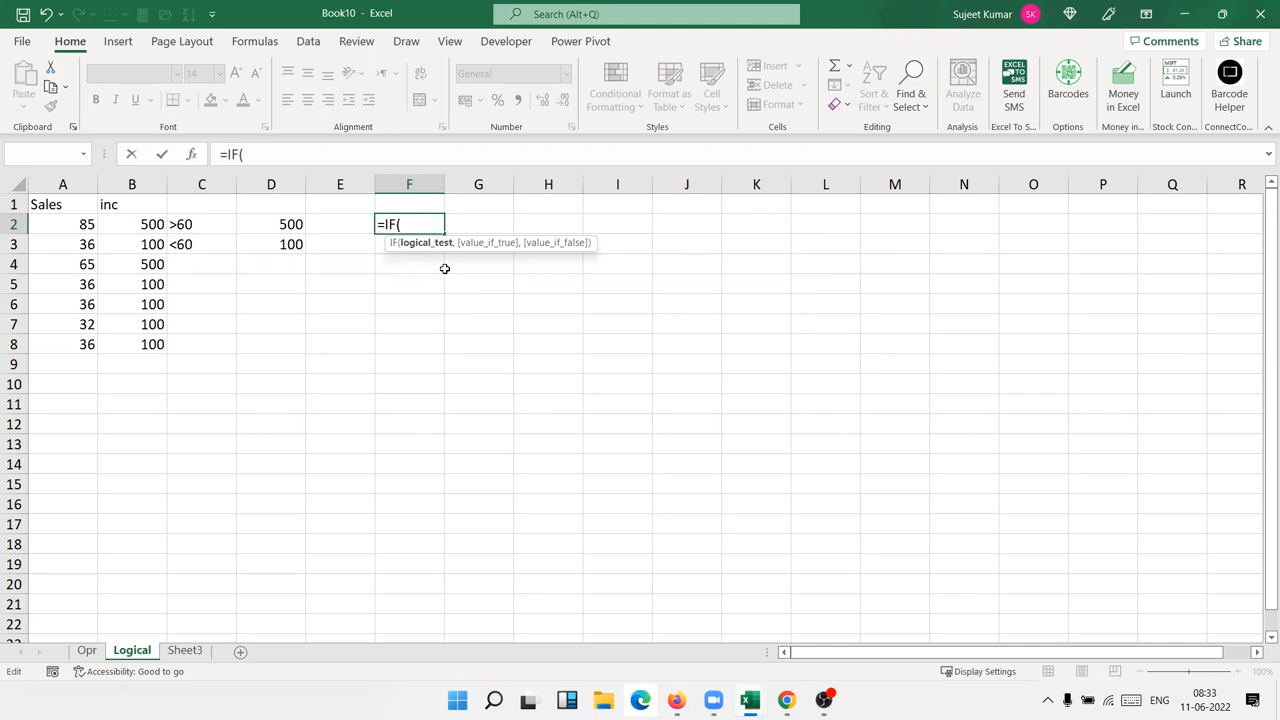 Book10 - Excel
Search (Alt+Q)
Sujeet Kumar
SK
File Home Insert Page Layout Formulas Data Review View Developer Power Pivot
Comments
Share
Paste
14
B I U
A A
ab
General
% 9
Conditional Formatting
Format as Table
Cell Styles
Insert
Delete
Format
Sort & Filter
Find & Select
Analyze Data
Send SMS
Barcodes
Money in Excel
Launch
Barcode Helper
Clipboard Font Alignment Number Styles Cells Editing Analysis Excel To S... Options Money in... Stock Con... ConnectCo...
fx =IF(
A B C D E F G H I J K L M N O P Q R
1 Sales inc
2 85 500 >60 500 =IF(
3 36 100 <60 100
IF(logical_test, [value_if_true], [value_if_false])
4 65 500
5 36 100
6 36 100
7 32 100
8 36 100
9
10
11
12
13
14
15
16
17
18
19
20
21
22
Opr Logical Sheet3
Edit
Accessibility: Good to go
Display Settings
100%
ENG
08:33
11-06-2022